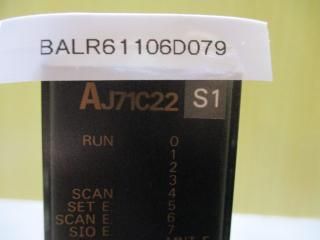 BALR61106D079
AJ71C22 S1
RUN 0
1
2
3
SCAN 4
SET E. 5
SCAN E. 6
SIO E. 7